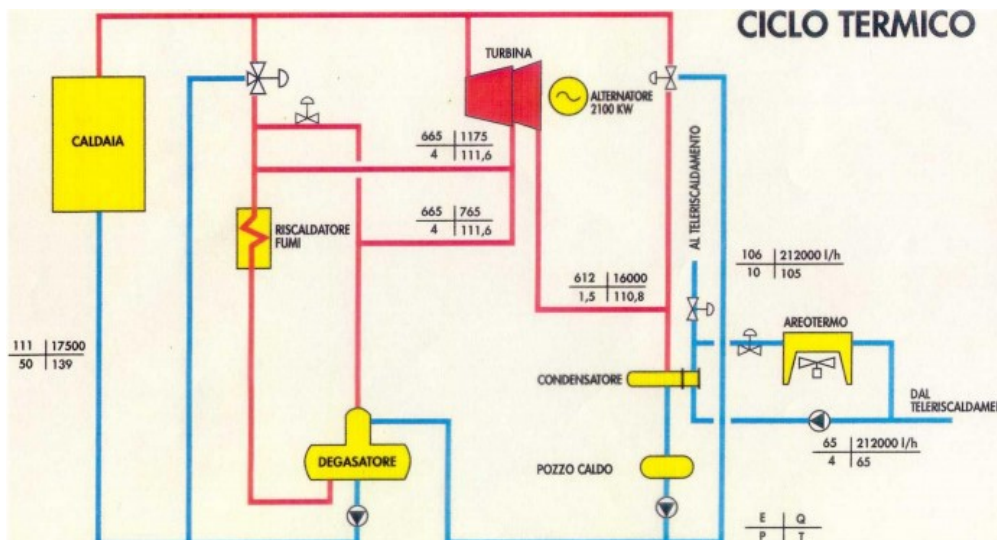 CICLO TERMICO
TURBINA
ALTERNATORE
2100 KW
CALDAIA
665 1175
4 111,6
AL TELERISCALDAMENTO
RISCALDATORE
FUMI
665 765
4 111,6
106 212000 l/h
10 105
612 16000
1,5 110,8
AREOTERMO
111 17500
50 139
CONDENSATORE
DAL
TELERISCALDAME
65 212000 l/h
4 65
DEGASATORE
POZZO CALDO
E Q
P T